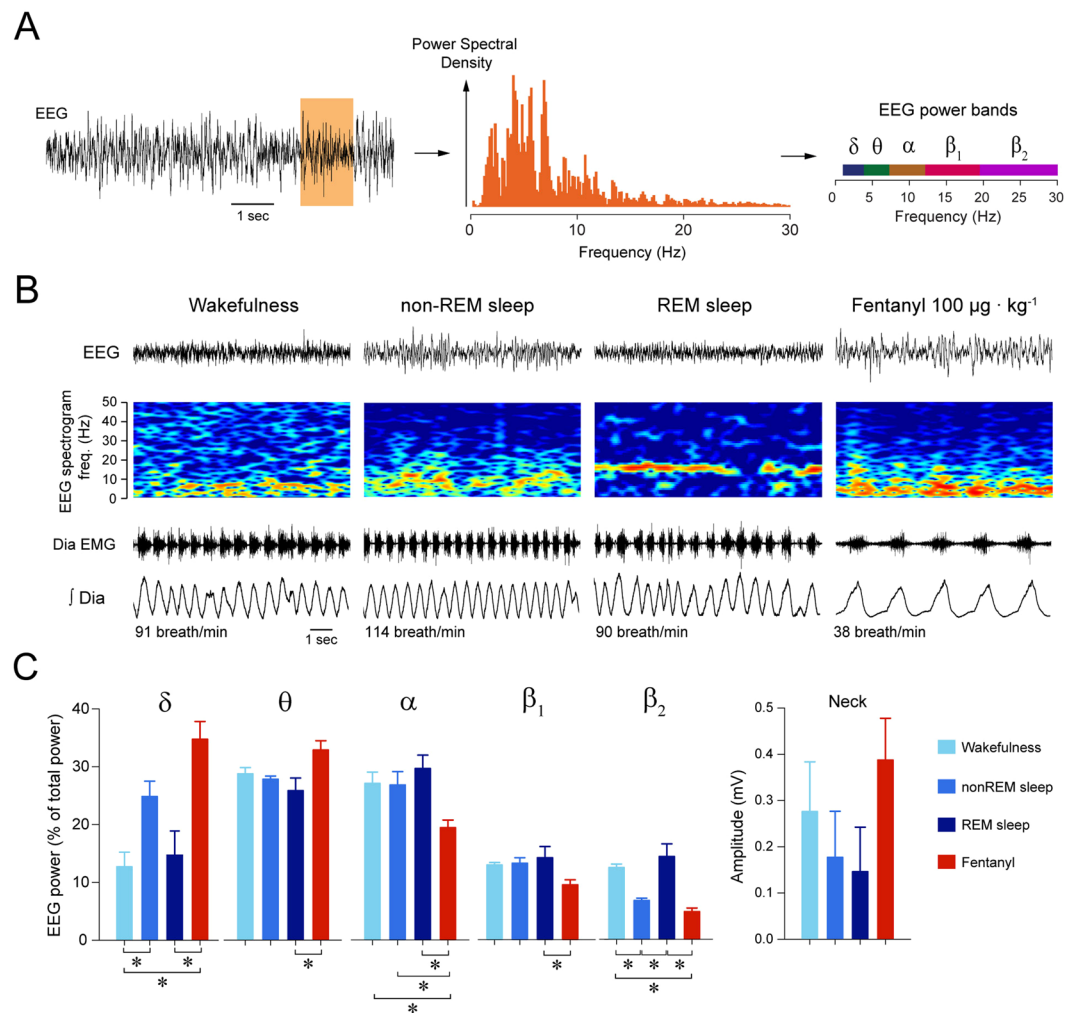 A
EEG
1 sec
Power Spectral
Density
0 10 20 30
Frequency (Hz)
EEG power bands
δ θ α β1 β2
0 5 10 15 20 25 30
Frequency (Hz)
B
Wakefulness non-REM sleep REM sleep Fentanyl 100 µg · kg-1
EEG
EEG spectrogram
freq. (Hz)
50
40
30
20
10
0
Dia EMG
∫ Dia
91 breath/min 1 sec 114 breath/min 90 breath/min 38 breath/min
C
δ θ α β1 β2
EEG power (% of total power)
40
30
20
10
0
* * *
*
* * *
* * * *
Neck
Amplitude (mV)
0.5
0.4
0.3
0.2
0.1
0.0
Wakefulness
nonREM sleep
REM sleep
Fentanyl